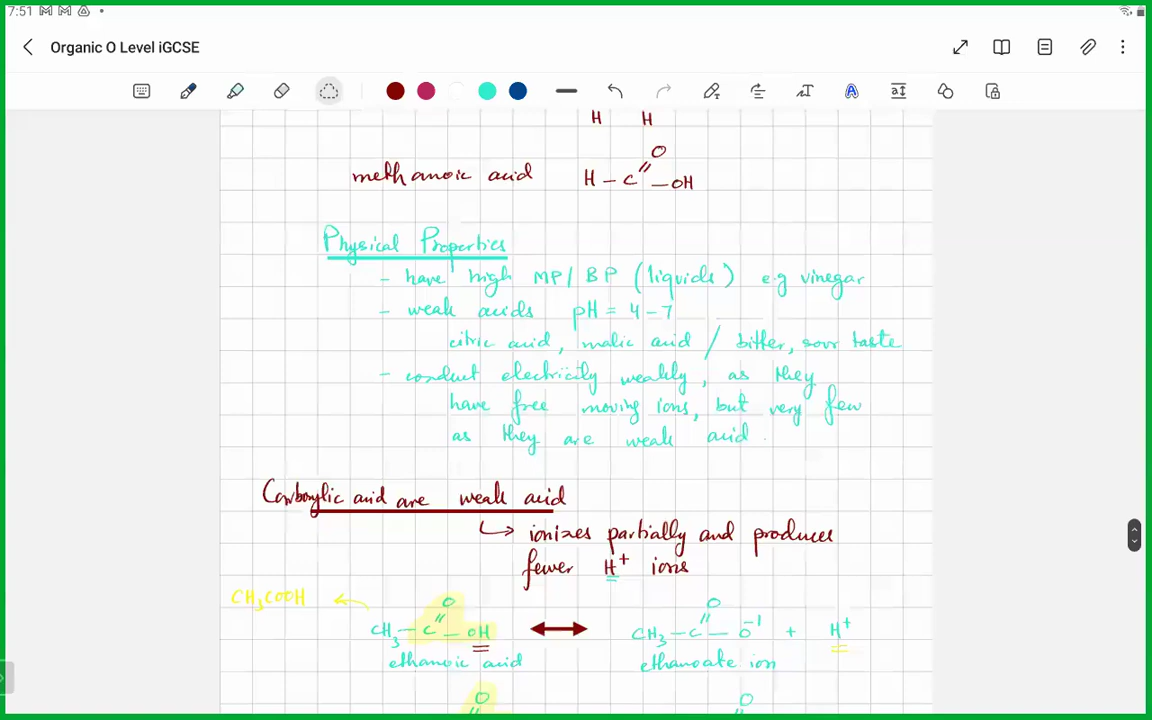 7:51
Organic O Level iGCSE
H H
methanoic acid H - C = O - OH
Physical Properties
- have high MP/BP (liquids) e.g vinegar
- weak acids pH = 4 - 7
citric acid, malic acid / bitter, sour taste
- conduct electricity weakly, as they
have free moving ions, but very few
as they are weak acid.
Carboxylic acid are weak acid
↳ ionizes partially and produces
fewer H⁺ ions
CH₃COOH ←
O O
CH₃ - C - OH ↔ CH₃ - C - O⁻¹ + H⁺
ethanoic acid ethanoate ion
O O